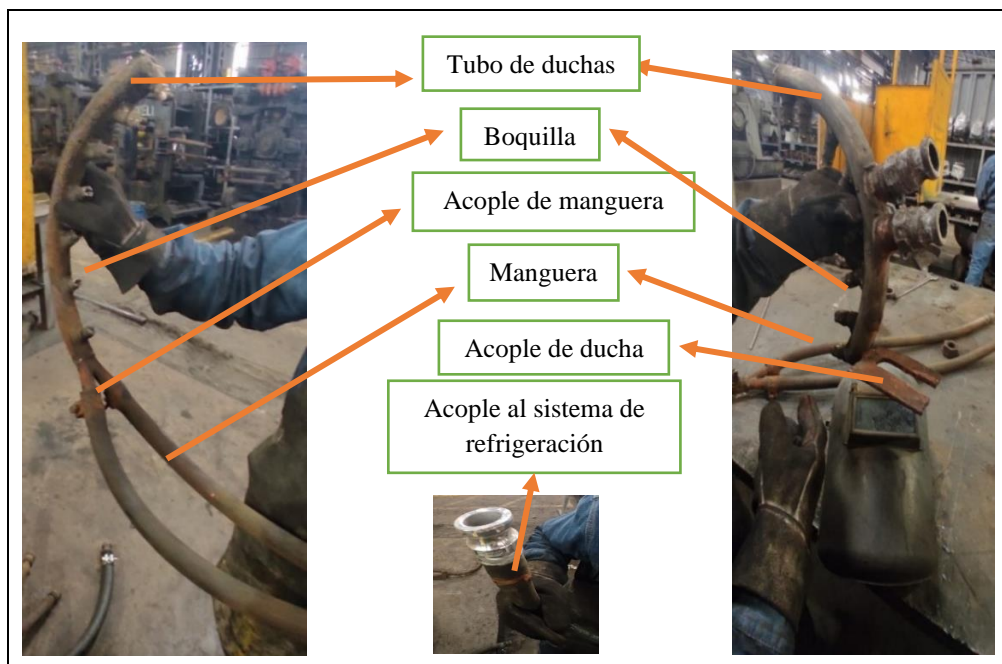 Tubo de duchas
Boquilla
Acople de manguera
Manguera
Acople de ducha
Acople al sistema de
refrigeración